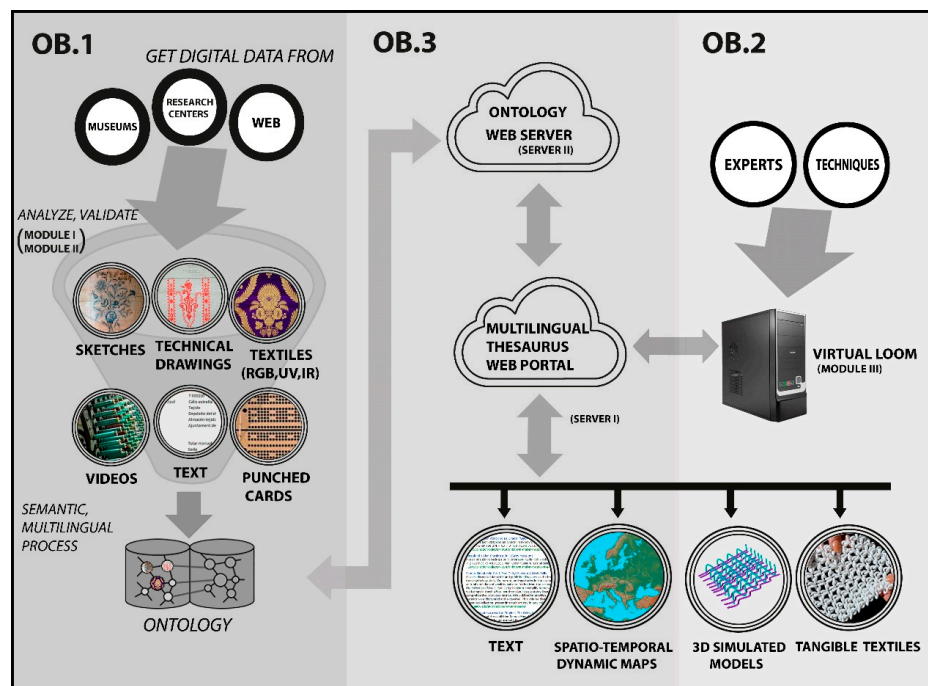 OB.1
GET DIGITAL DATA FROM
MUSEUMS
RESEARCH
CENTERS
WEB
ANALYZE, VALIDATE
(MODULE I
MODULE II)
SKETCHES
TECHNICAL
DRAWINGS
TEXTILES
(RGB,UV,IR)
VIDEOS
TEXT
PUNCHED
CARDS
SEMANTIC,
MULTILINGUAL
PROCESS
ONTOLOGY
OB.3
ONTOLOGY
WEB SERVER
(SERVER II)
MULTILINGUAL
THESAURUS
WEB PORTAL
(SERVER I)
OB.2
EXPERTS
TECHNIQUES
VIRTUAL LOOM
(MODULE III)
TEXT
SPATIO-TEMPORAL
DYNAMIC MAPS
3D SIMULATED
MODELS
TANGIBLE TEXTILES